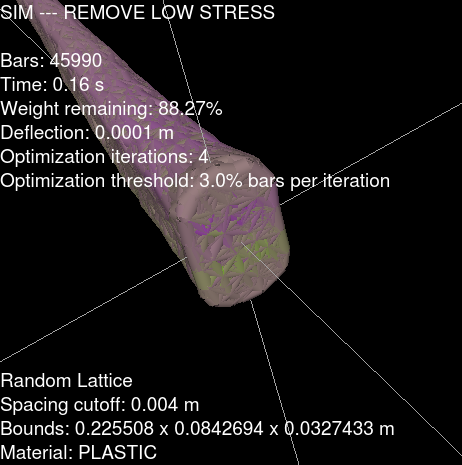 SIM --- REMOVE LOW STRESS
Bars: 45990
Time: 0.16 s
Weight remaining: 88.27%
Deflection: 0.0001 m
Optimization iterations: 4
Optimization threshold: 3.0% bars per iteration
Random Lattice
Spacing cutoff: 0.004 m
Bounds: 0.225508 x 0.0842694 x 0.0327433 m
Material: PLASTIC